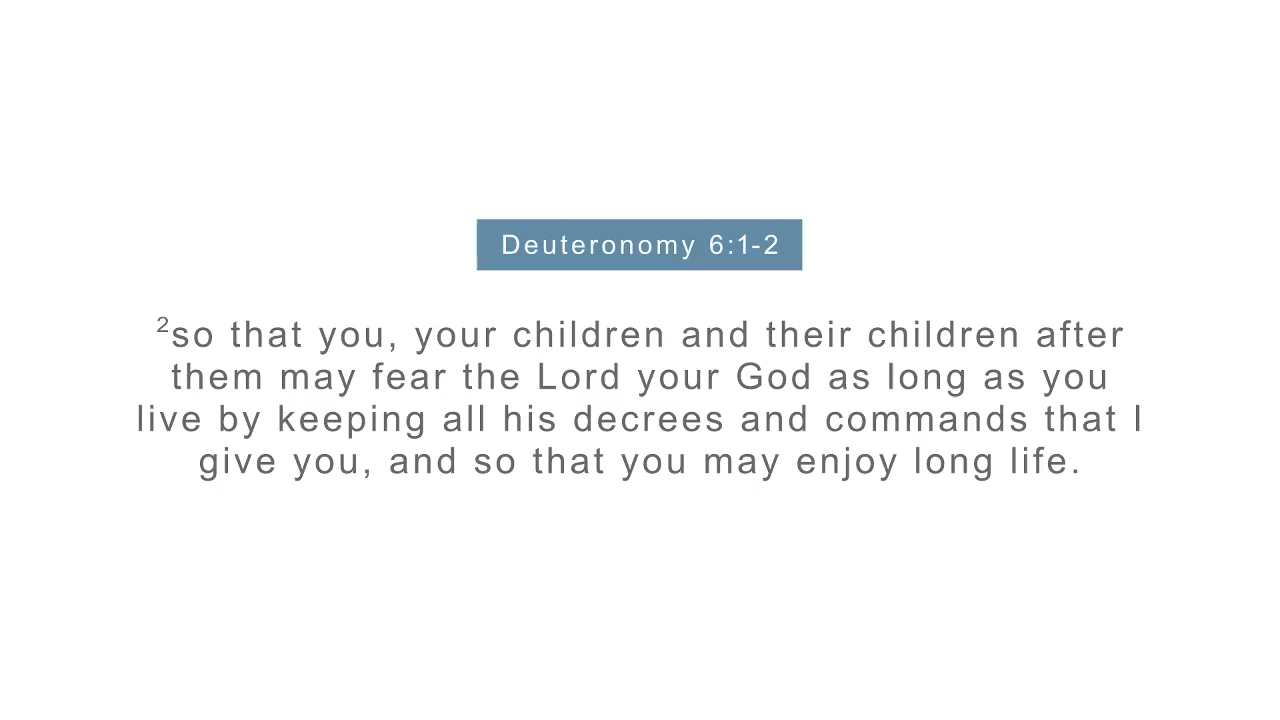 Deuteronomy 6:1-2
²so that you, your children and their children after
them may fear the Lord your God as long as you
live by keeping all his decrees and commands that I
give you, and so that you may enjoy long life.